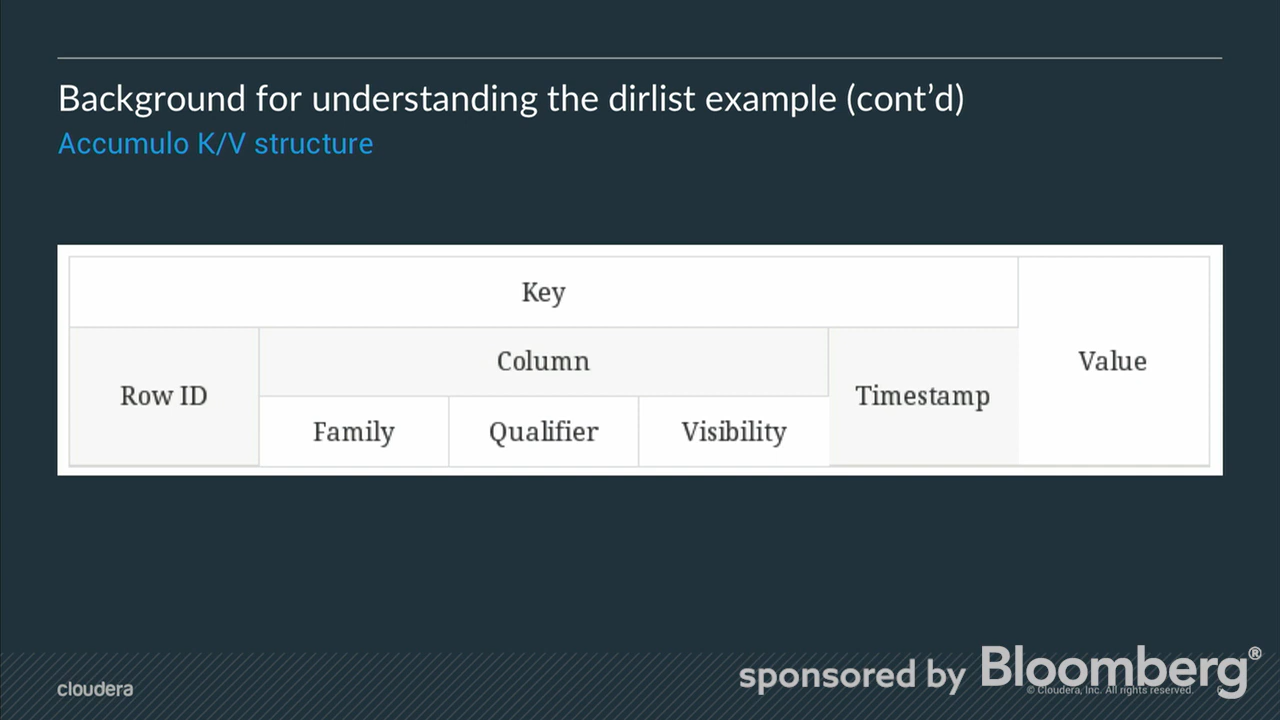 Background for understanding the dirlist example (cont’d)
Accumulo K/V structure
Key
Value
Row ID
Column
Timestamp
Family
Qualifier
Visibility
cloudera
sponsored by Bloomberg®
© Cloudera, Inc. All rights reserved.